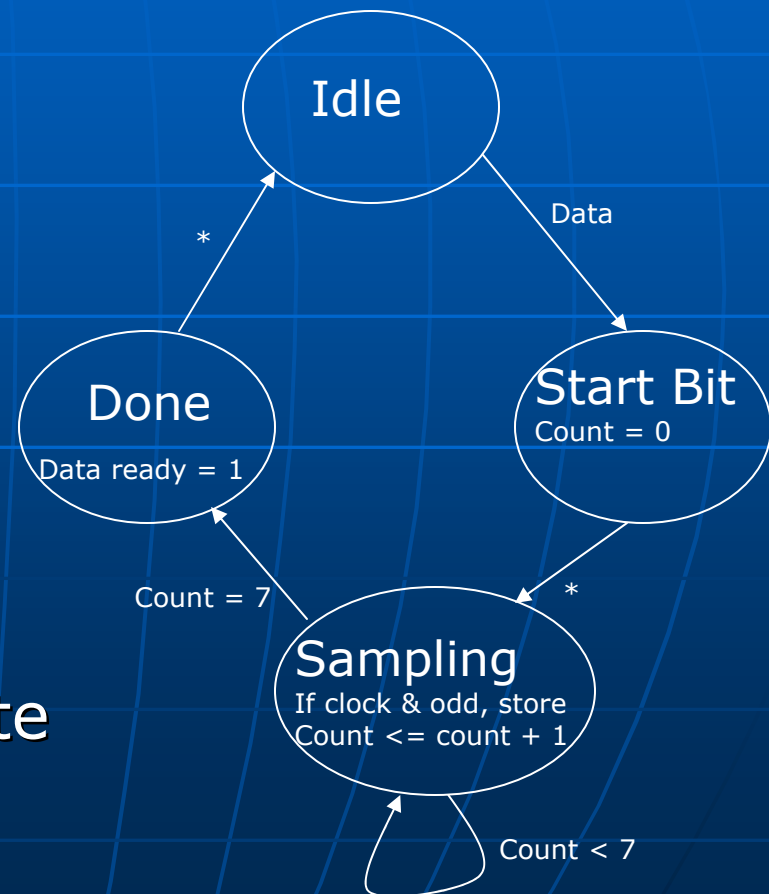 Idle
Data
*
Done
Data ready = 1
Start Bit
Count = 0
Count = 7
*
Sampling
If clock & odd, store
Count <= count + 1
Count < 7